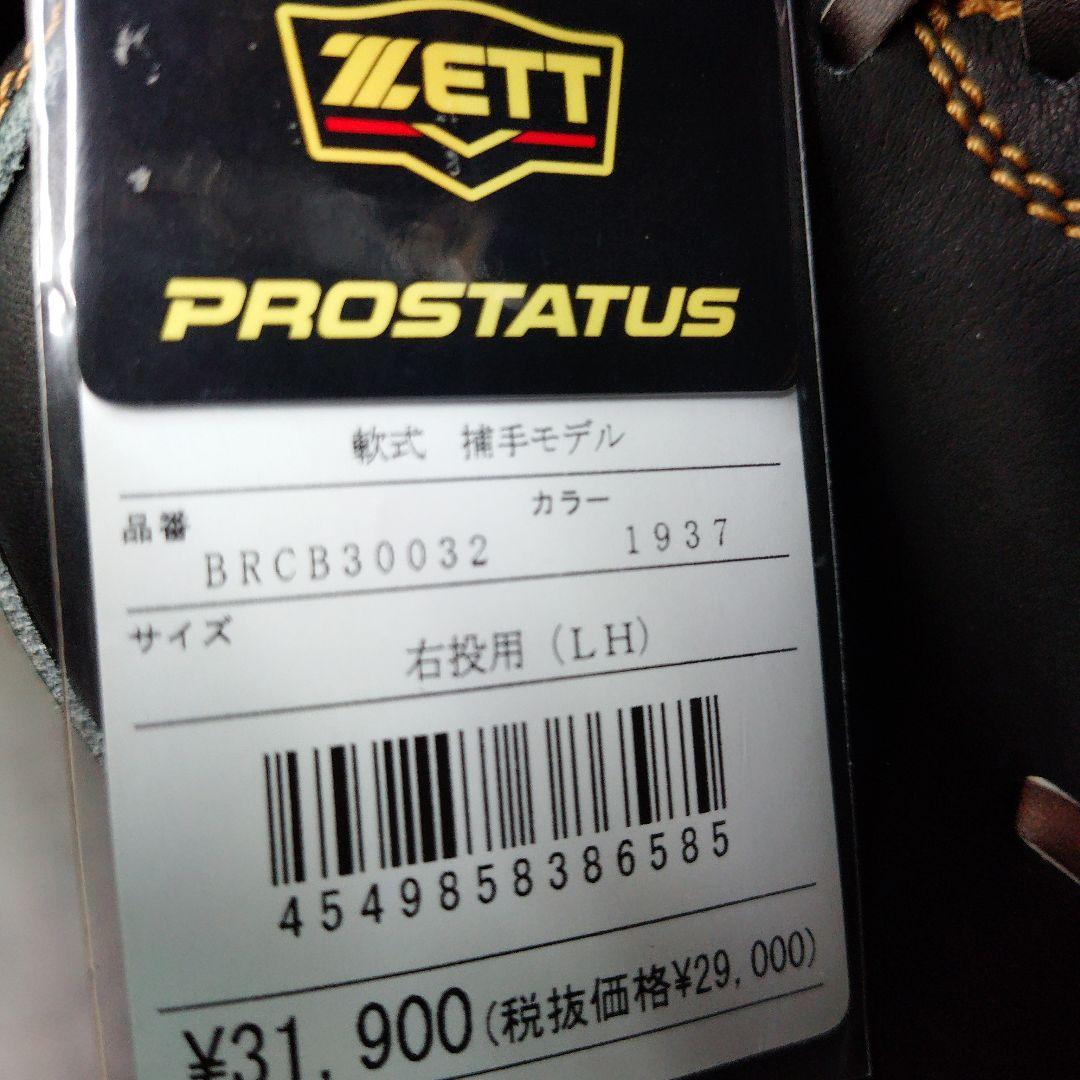 ZETT
PROSTATUS
軟式 捕手モデル
品番 BRCB30032 カラー 1937
サイズ 右投用(LH)
4549858386585
¥31,900(税抜価格¥29,000)